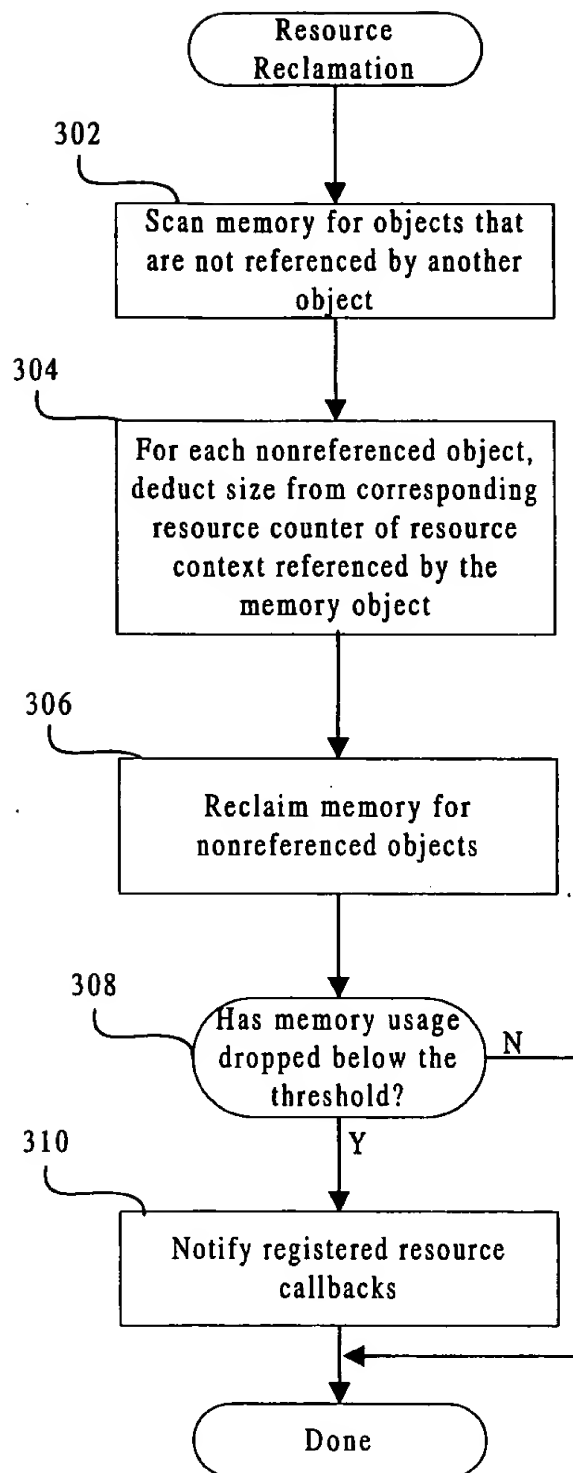 Resource
Reclamation
302
Scan memory for objects that
are not referenced by another
object
304
For each nonreferenced object,
deduct size from corresponding
resource counter of resource
context referenced by the
memory object
306
Reclaim memory for
nonreferenced objects
308
Has memory usage
dropped below the
threshold?
N
Y
310
Notify registered resource
callbacks
Done